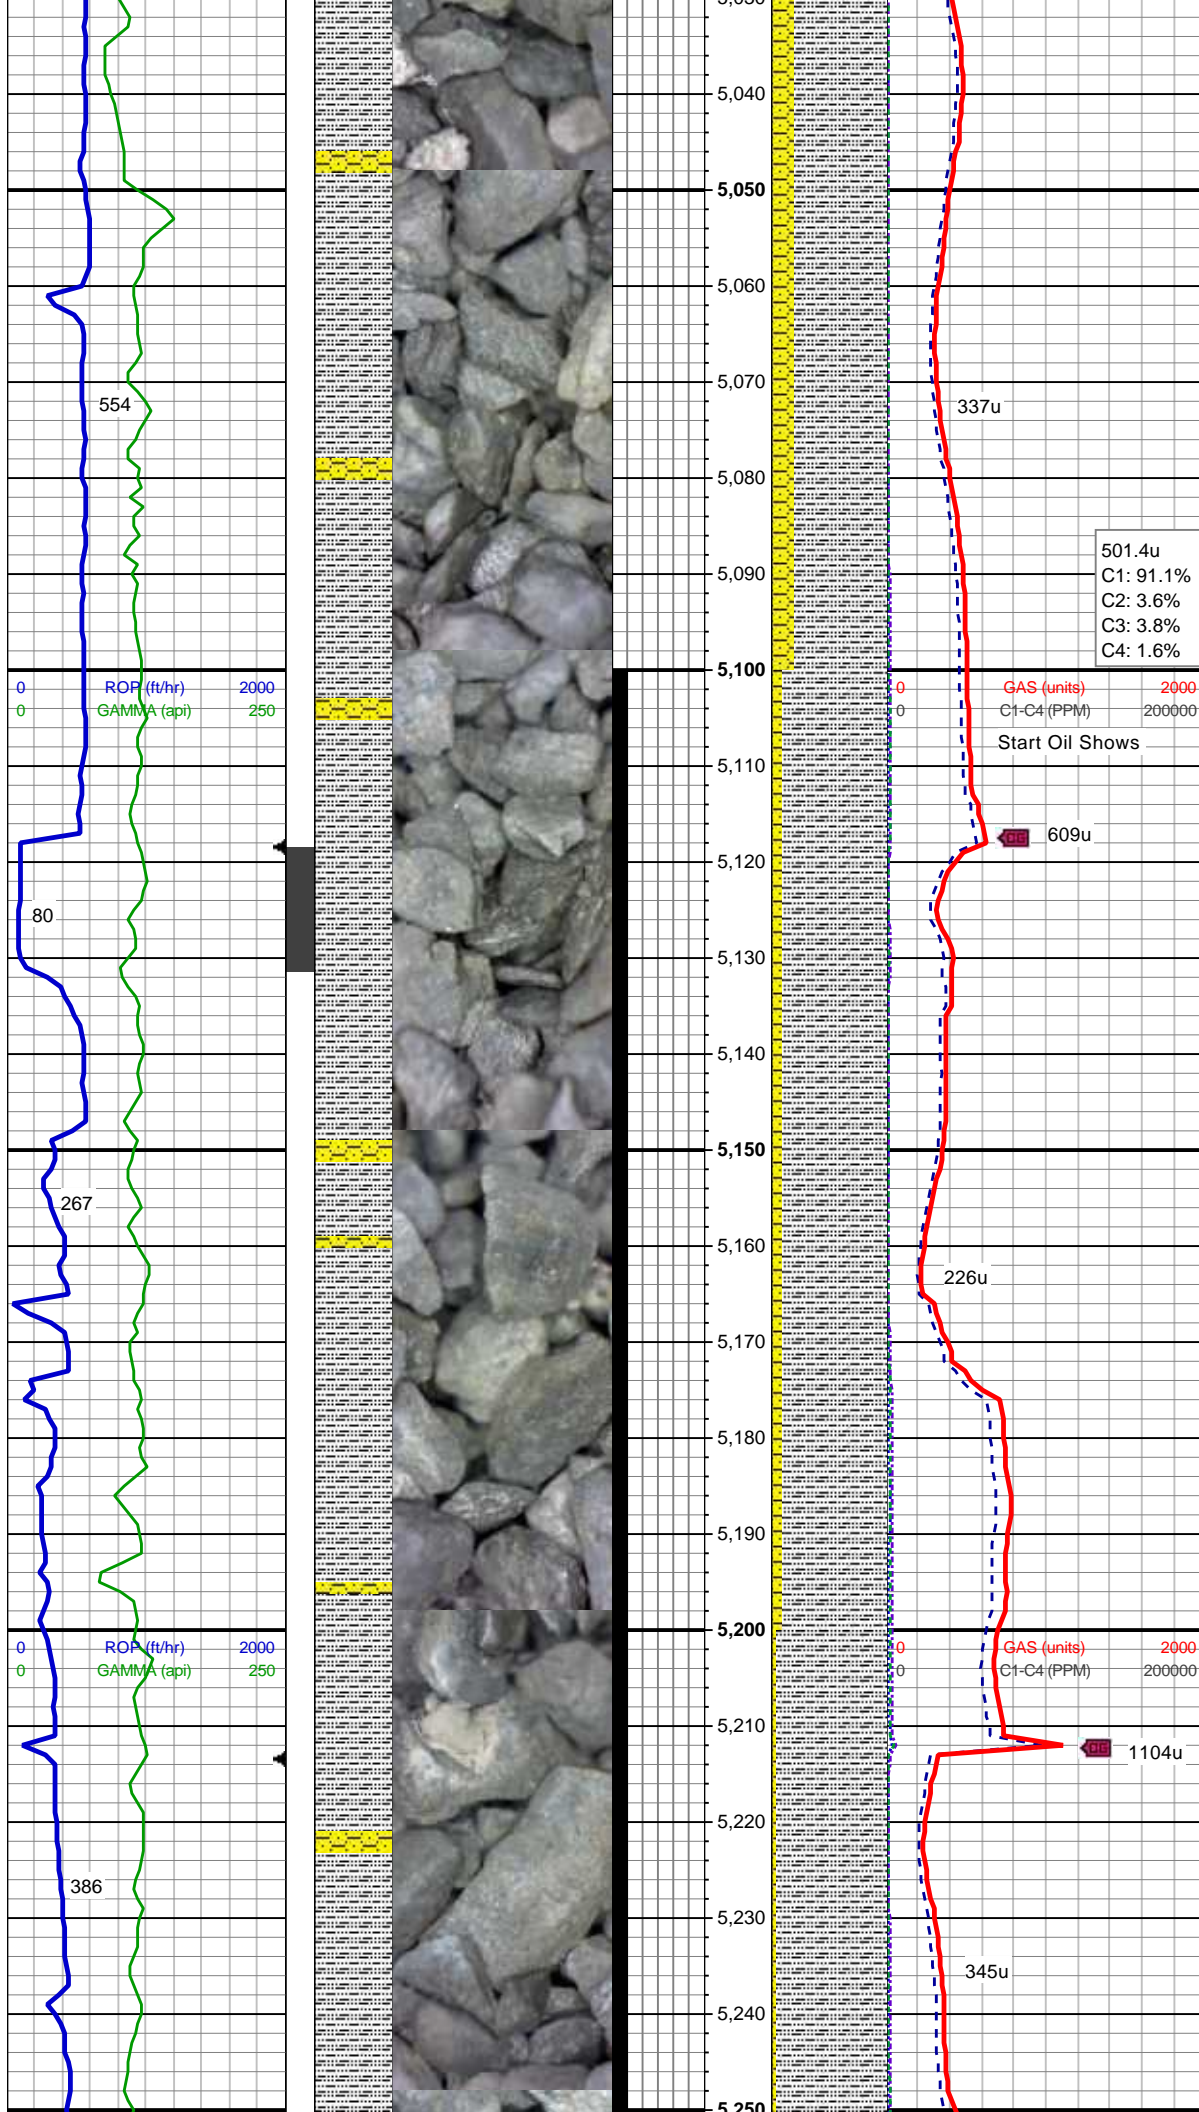 5,040
5,050
5,060
5,070
554
337u
5,080
501.4u
5,090
C1: 91.1%
C2: 3.6%
C3: 3.8%
C4: 1.6%
5,100
0 ROP (ft/hr) 2000
0 GAS (units) 2000
0 GAMMA (api) 250
0 C1-C4 (PPM) 200000
Start Oil Shows
5,110
CG 609u
5,120
80
5,130
5,140
5,150
267
5,160
226u
5,170
5,180
5,190
5,200
0 ROP (ft/hr) 2000
0 GAS (units) 2000
0 GAMMA (api) 250
0 C1-C4 (PPM) 200000
5,210
CG 1104u
5,220
386
5,230
345u
5,240
5,250